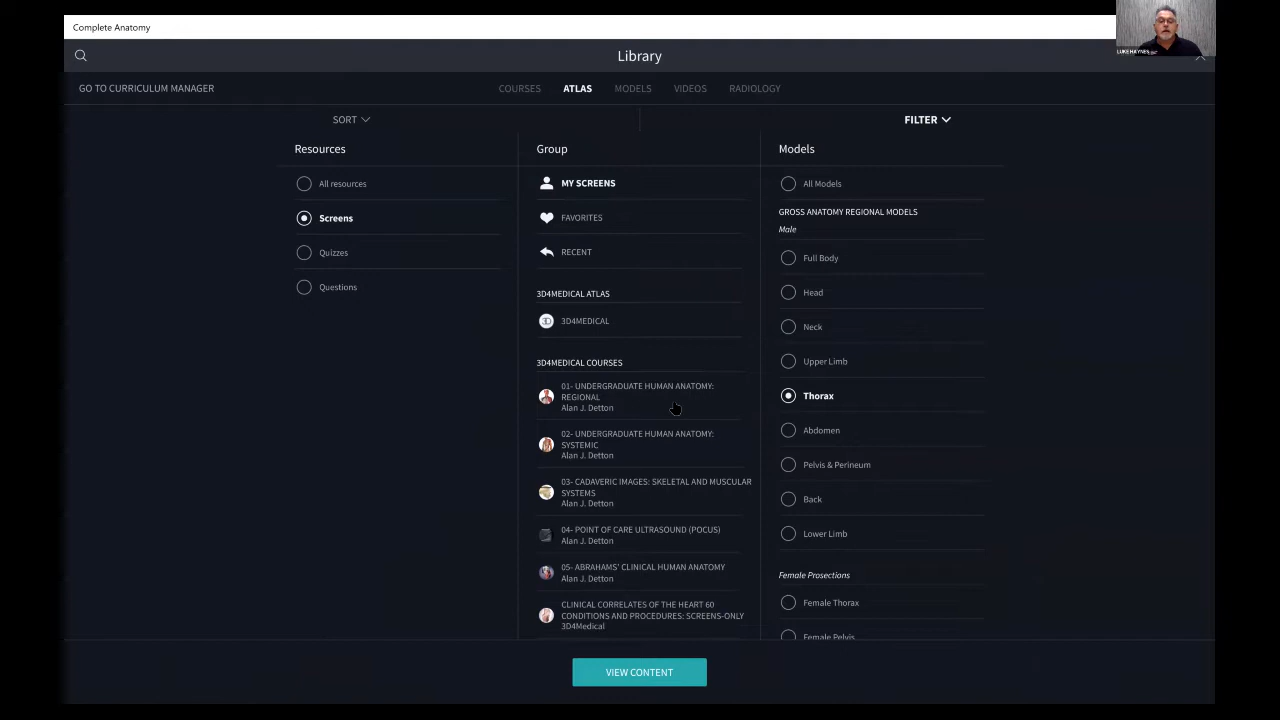 Complete Anatomy
LUKE HAYNES
Library
GO TO CURRICULUM MANAGER
COURSES
ATLAS
MODELS
VIDEOS
RADIOLOGY
SORT
FILTER
Resources
All resources
Screens
Quizzes
Questions
Group
MY SCREENS
FAVORITES
RECENT
3D4MEDICAL ATLAS
3D
3D4MEDICAL
3D4MEDICAL COURSES
01- UNDERGRADUATE HUMAN ANATOMY:
REGIONAL
Alan J. Detton
02- UNDERGRADUATE HUMAN ANATOMY:
SYSTEMIC
Alan J. Detton
03- CADAVERIC IMAGES: SKELETAL AND MUSCULAR
SYSTEMS
Alan J. Detton
04- POINT OF CARE ULTRASOUND (POCUS)
Alan J. Detton
05- ABRAHAMS' CLINICAL HUMAN ANATOMY
Alan J. Detton
CLINICAL CORRELATES OF THE HEART 60
CONDITIONS AND PROCEDURES: SCREENS-ONLY
3D4Medical
Models
All Models
GROSS ANATOMY REGIONAL MODELS
Male
Full Body
Head
Neck
Upper Limb
Thorax
Abdomen
Pelvis & Perineum
Back
Lower Limb
Female Prosections
Female Thorax
Female Pelvis
VIEW CONTENT